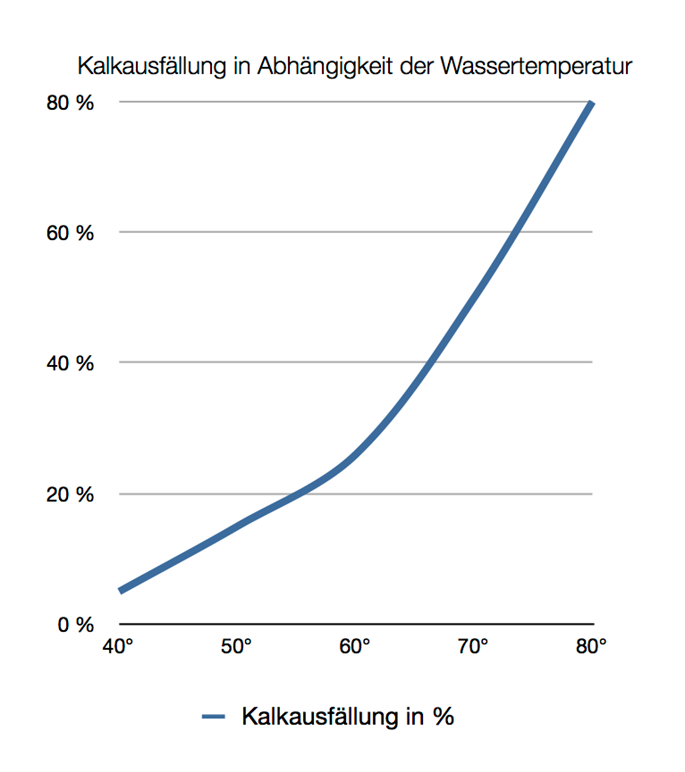 Kalkausfällung in Abhängigkeit der Wassertemperatur
80 %
60 %
40 %
20 %
0 %
40° 50° 60° 70° 80°
Kalkausfällung in %